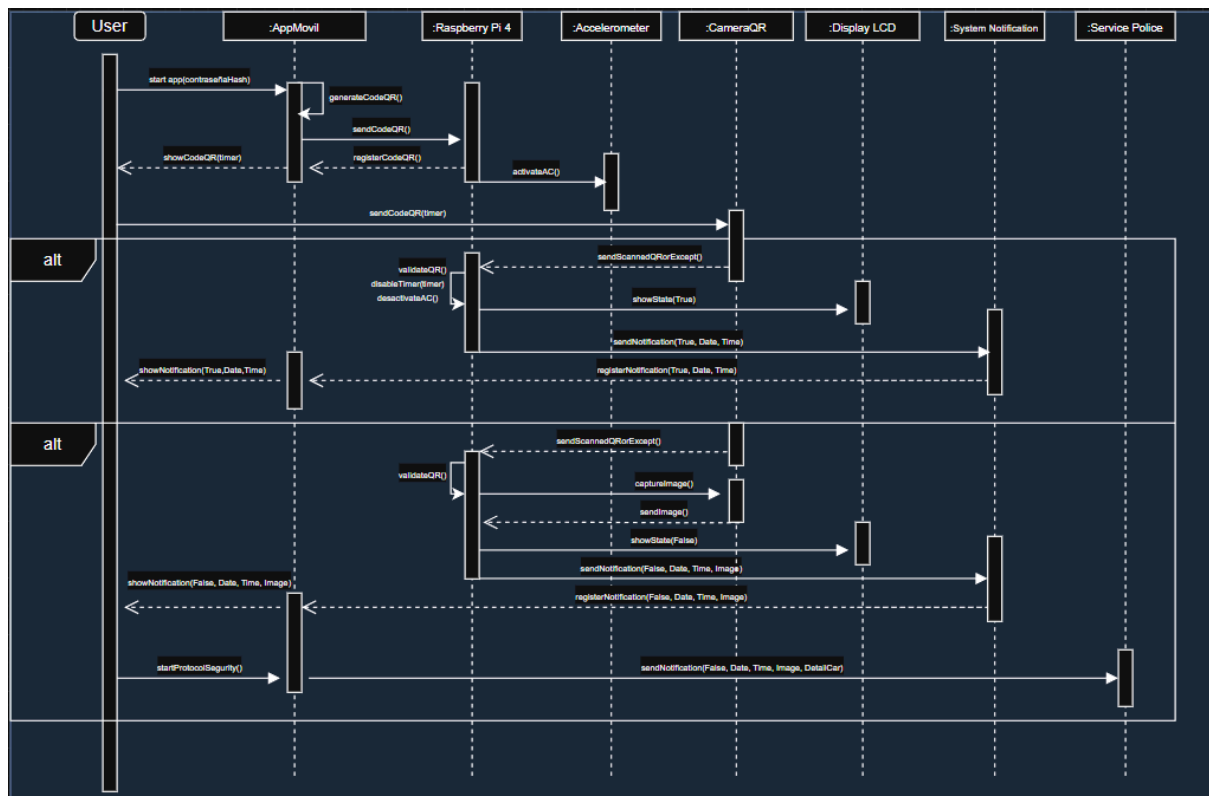 User
:AppMovil
:Raspberry Pi 4
:Accelerometer
:CameraQR
:Display LCD
:System Notification
:Service Police
start app(contraseñaHash)
generateCodeQR()
sendCodeQR()
showCodeQR(timer)
registerCodeQR()
activateAC()
sendCodeQR(timer)
alt
sendScannedQRorExcept()
validateQR()
disableTimer(timer)
desactivateAC()
showState(True)
sendNotification(True, Date, Time)
showNotification(True,Date,Time)
registerNotification(True, Date, Time)
alt
sendScannedQRorExcept()
validateQR()
captureImage()
sendImage()
showState(False)
sendNotification(False, Date, Time, Image)
showNotification(False, Date, Time, Image)
registerNotification(False, Date, Time, Image)
startProtocolSegurity()
sendNotification(False, Date, Time, Image, DetailCar)